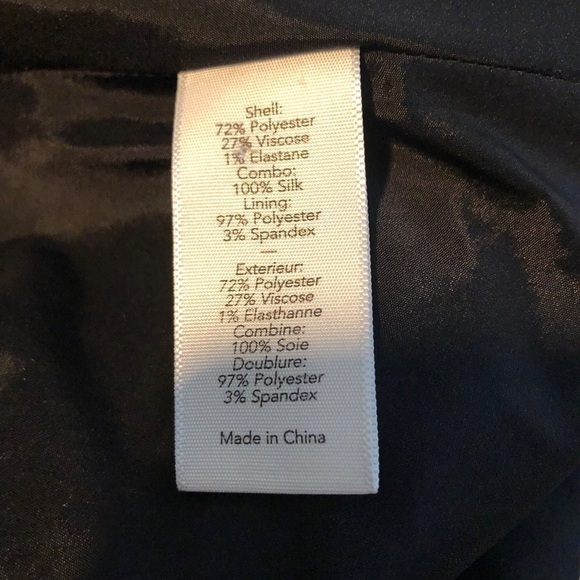 Shell:
72% Polyester
27% Viscose
1% Elastane
Combo:
100% Silk
Lining:
97% Polyester
3% Spandex
—
Exterieur:
72% Polyester
27% Viscose
1% Elasthanne
Combine:
100% Soie
Doublure:
97% Polyester
3% Spandex
Made in China